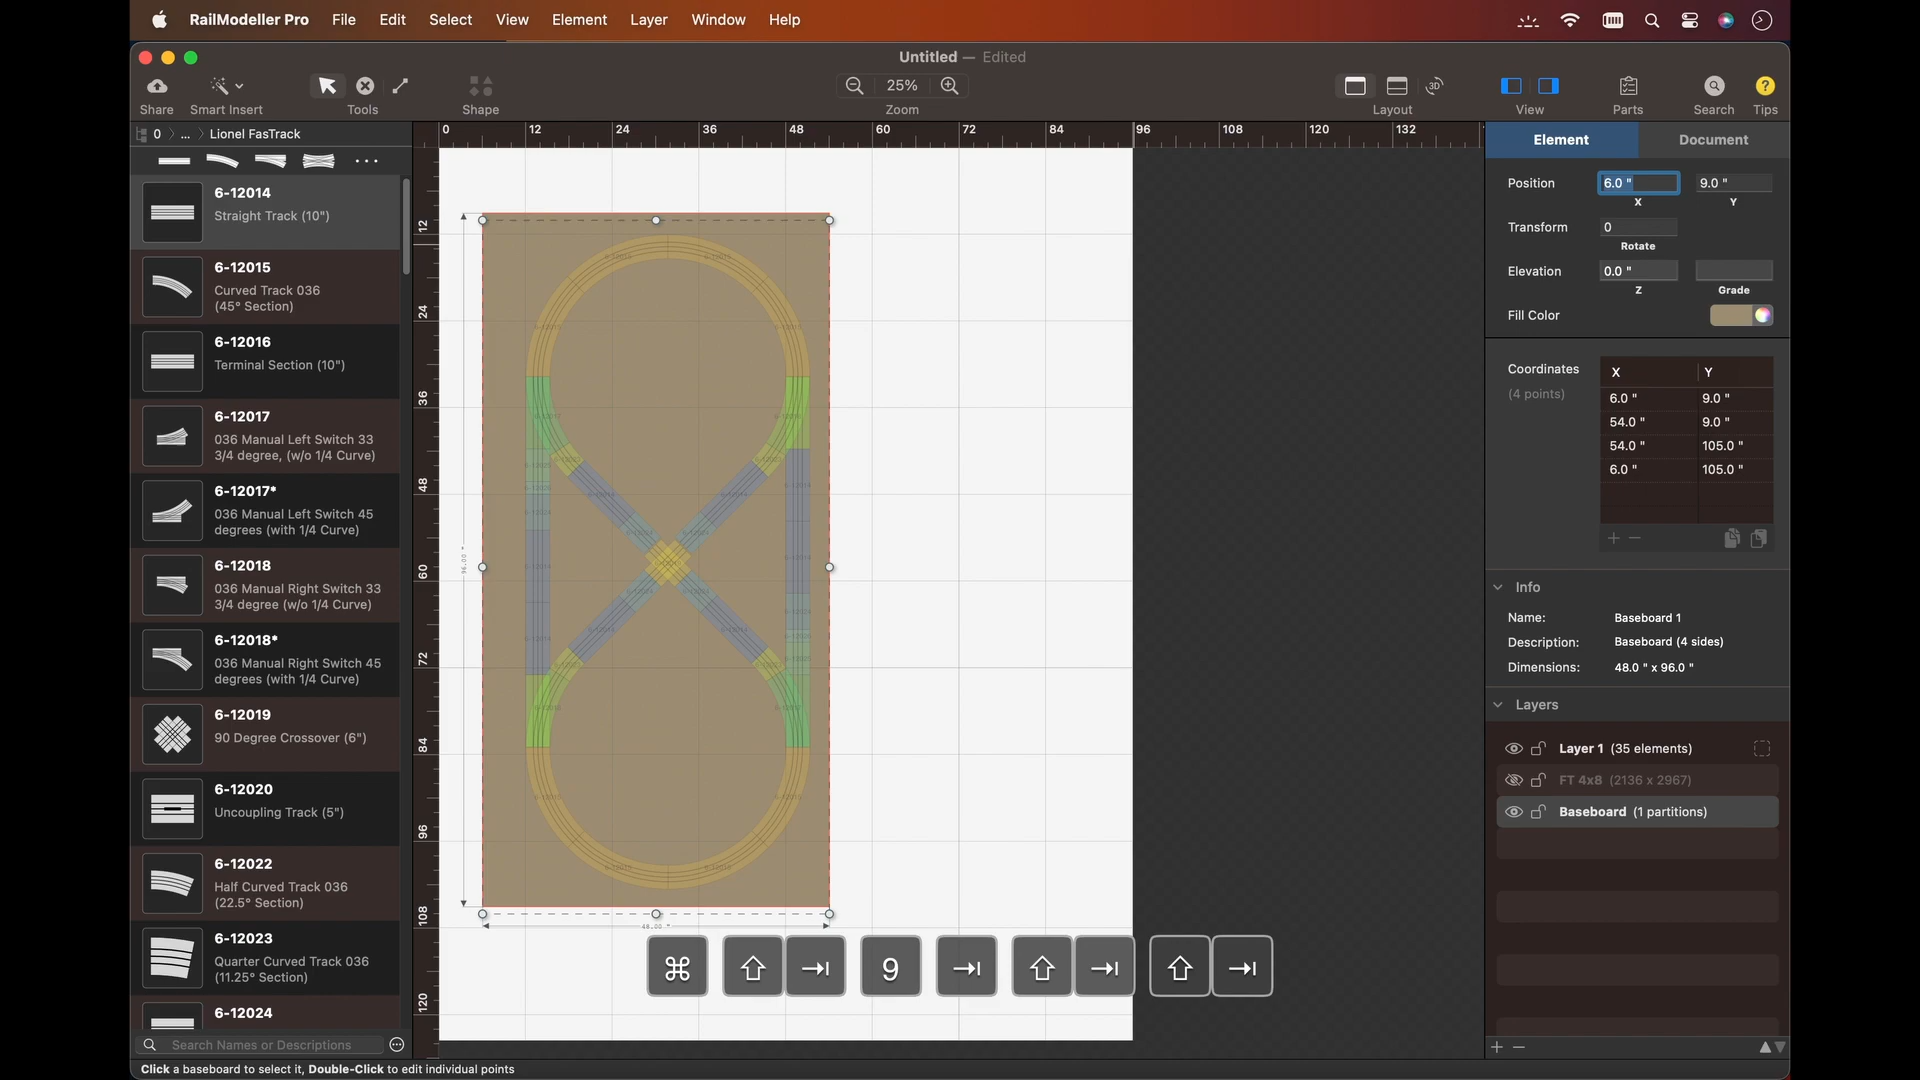 RailModeller Pro File Edit Select View Element Layer Window Help
Untitled — Edited
Share Smart Insert Tools Shape 25% Zoom Layout View Parts Search Tips
0 ... Lionel FasTrack
6-12014
Straight Track (10")
6-12015
Curved Track 036
(45° Section)
6-12016
Terminal Section (10")
6-12017
036 Manual Left Switch 33
3/4 degree, (w/o 1/4 Curve)
6-12017*
036 Manual Left Switch 45
degrees (with 1/4 Curve)
6-12018
036 Manual Right Switch 33
3/4 degree (w/o 1/4 Curve)
6-12018*
036 Manual Right Switch 45
degrees (with 1/4 Curve)
6-12019
90 Degree Crossover (6")
6-12020
Uncoupling Track (5")
6-12022
Half Curved Track 036
(22.5° Section)
6-12023
Quarter Curved Track 036
(11.25° Section)
6-12024
Search Names or Descriptions
Click a baseboard to select it, Double-Click to edit individual points
0 12 24 36 48 60 72 84 96 108 120 132
12
24
36
48
60
72
84
96
108
120
96.00 "
48.00 "
9
Element Document
Position 6.0 " 9.0 "
X Y
Transform 0
Rotate
Elevation 0.0 "
Z Grade
Fill Color
Coordinates X Y
(4 points)
6.0 " 9.0 "
54.0 " 9.0 "
54.0 " 105.0 "
6.0 " 105.0 "
Info
Name: Baseboard 1
Description: Baseboard (4 sides)
Dimensions: 48.0 " x 96.0 "
Layers
Layer 1 (35 elements)
FT 4x8 (2136 x 2967)
Baseboard (1 partitions)